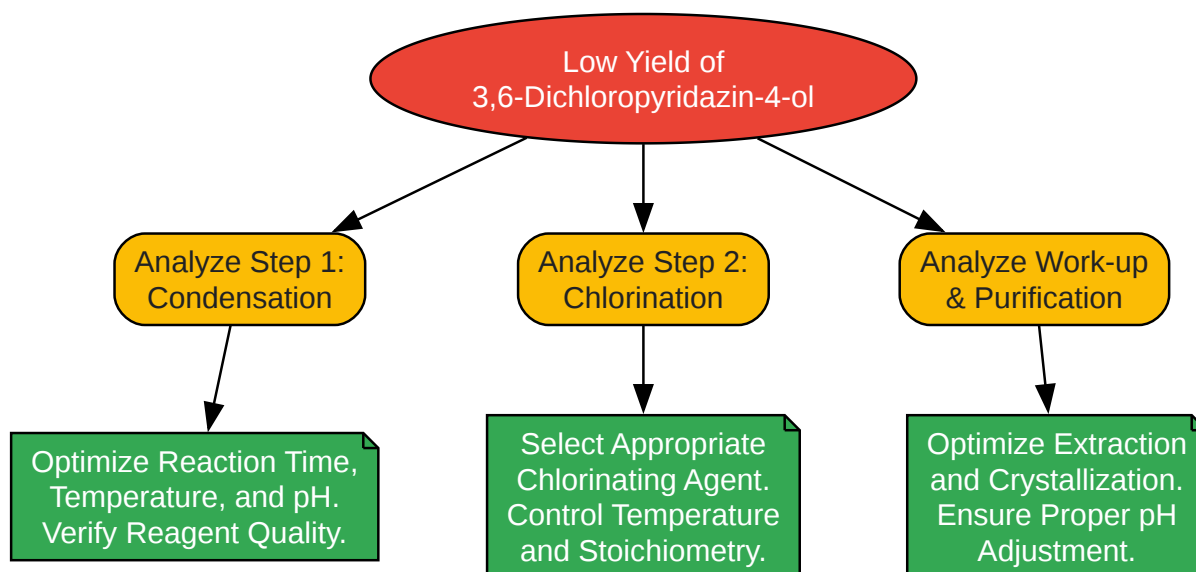 Low Yield of
3,6-Dichloropyridazin-4-ol
Analyze Step 1:
Condensation
Analyze Step 2:
Chlorination
Analyze Work-up
& Purification
Optimize Reaction Time,
Temperature, and pH.
Verify Reagent Quality.
Select Appropriate
Chlorinating Agent.
Control Temperature
and Stoichiometry.
Optimize Extraction
and Crystallization.
Ensure Proper pH
Adjustment.